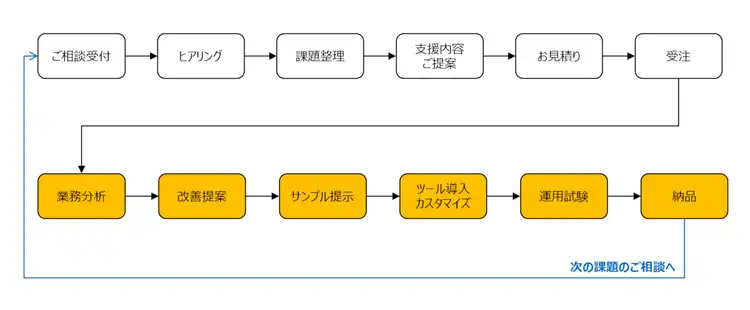 ご相談受付
ヒアリング
課題整理
支援内容
ご提案
お見積り
受注
業務分析
改善提案
サンプル提示
ツール導入
カスタマイズ
運用試験
納品
次の課題のご相談へ